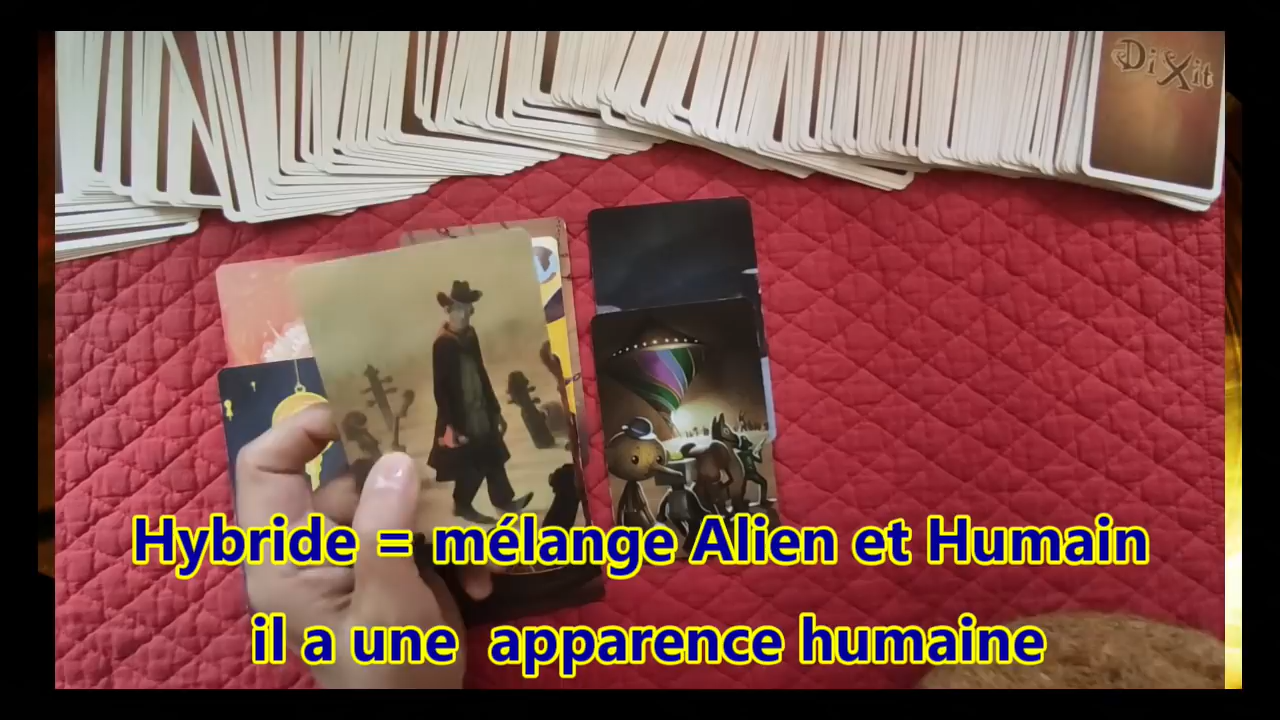 DiXit
Hybride = mélange Alien et Humain
il a une apparence humaine